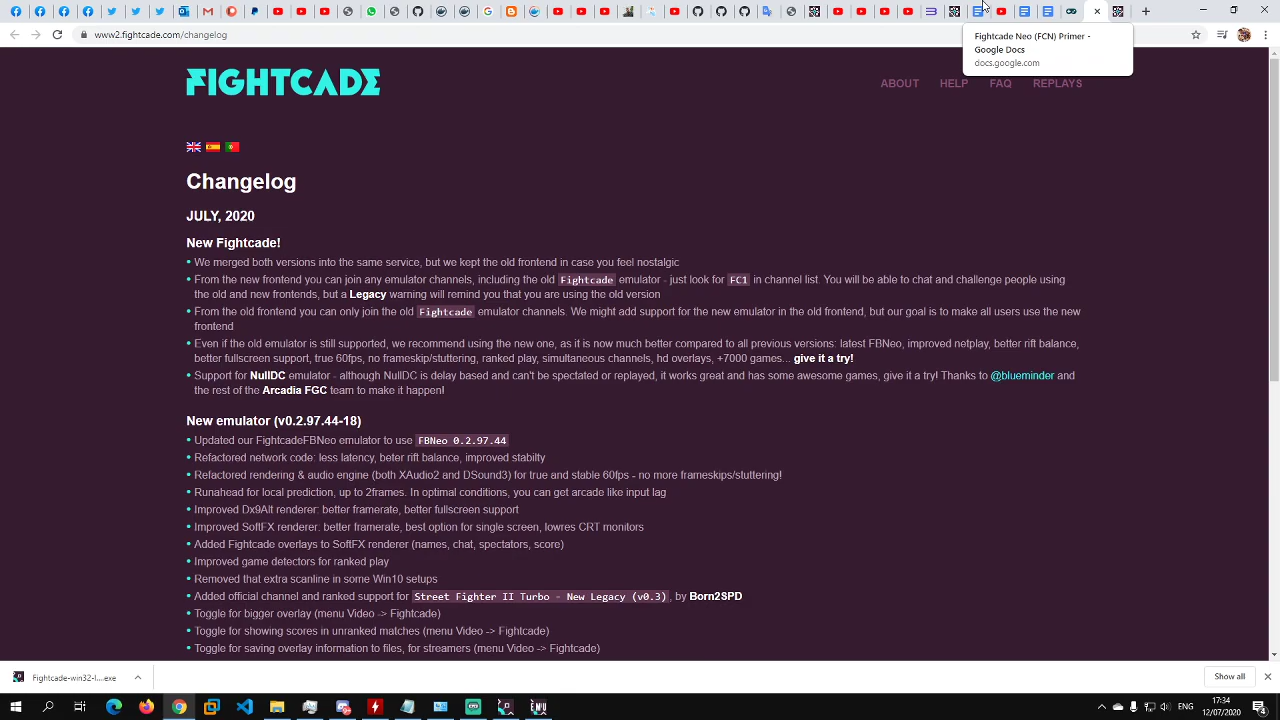 www2.fightcade.com/changelog
Fightcade Neo (FCN) Primer -
Google Docs
docs.google.com
FIGHTCADE
ABOUT HELP FAQ REPLAYS
Changelog
JULY, 2020
New Fightcade!
• We merged both versions into the same service, but we kept the old frontend in case you feel nostalgic
• From the new frontend you can join any emulator channels, including the old Fightcade emulator - just look for FC1 in channel list. You will be able to chat and challenge people using
the old and new frontends, but a Legacy warning will remind you that you are using the old version
• From the old frontend you can only join the old Fightcade emulator channels. We might add support for the new emulator in the old frontend, but our goal is to make all users use the new
frontend
• Even if the old emulator is still supported, we recommend using the new one, as it is now much better compared to all previous versions: latest FBNeo, improved netplay, better rift balance,
better fullscreen support, true 60fps, no frameskip/stuttering, ranked play, simultaneous channels, hd overlays, +7000 games... give it a try!
• Support for NullDC emulator - although NullDC is delay based and can't be spectated or replayed, it works great and has some awesome games, give it a try! Thanks to @blueminder and
the rest of the Arcadia FGC team to make it happen!
New emulator (v0.2.97.44-18)
• Updated our FightcadeFBNeo emulator to use FBNeo 0.2.97.44
• Refactored network code: less latency, beter rift balance, improved stabilty
• Refactored rendering & audio engine (both XAudio2 and DSound3) for true and stable 60fps - no more frameskips/stuttering!
• Runahead for local prediction, up to 2frames. In optimal conditions, you can get arcade like input lag
• Improved Dx9Alt renderer: better framerate, better fullscreen support
• Improved SoftFX renderer: better framerate, best option for single screen, lowres CRT monitors
• Added Fightcade overlays to SoftFX renderer (names, chat, spectators, score)
• Improved game detectors for ranked play
• Removed that extra scanline in some Win10 setups
• Added official channel and ranked support for Street Fighter II Turbo - New Legacy (v0.3), by Born2SPD
• Toggle for bigger overlay (menu Video -> Fightcade)
• Toggle for showing scores in unranked matches (menu Video -> Fightcade)
• Toggle for saving overlay information to files, for streamers (menu Video -> Fightcade)
Fightcade-win32-l....exe
Show all
ENG
17:34
12/07/2020